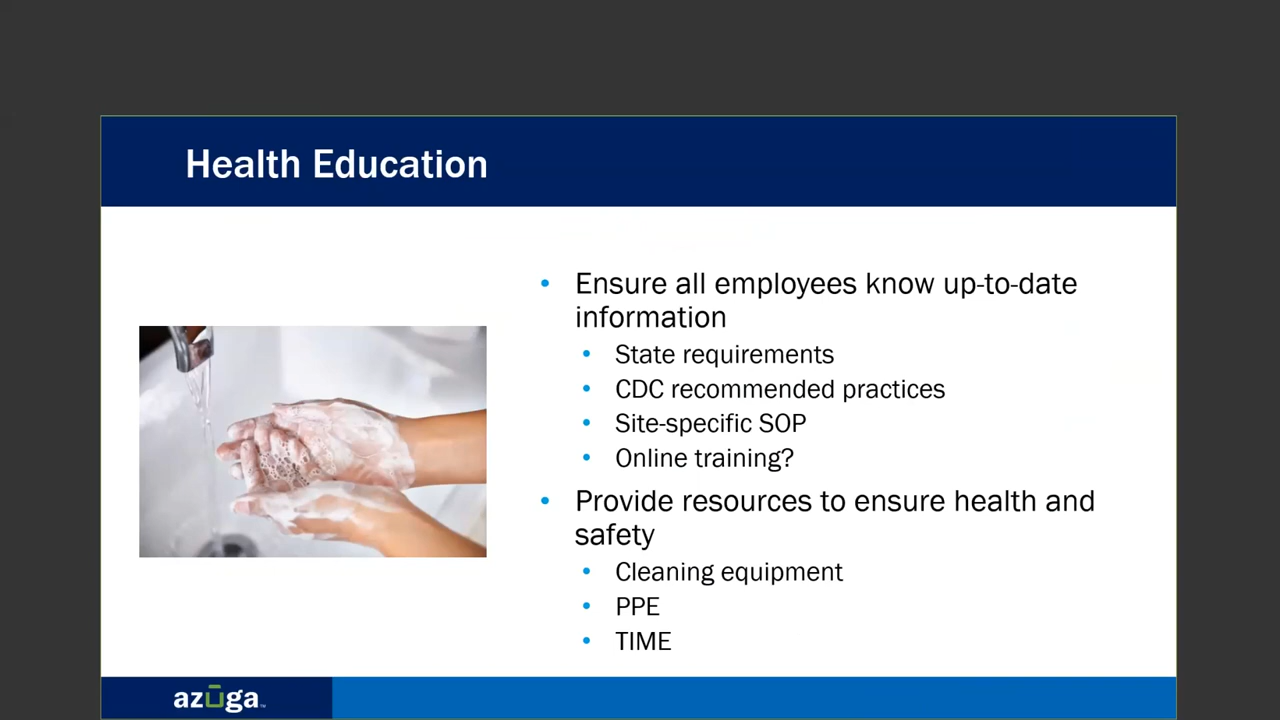 Health Education
• Ensure all employees know up-to-date
information
• State requirements
• CDC recommended practices
• Site-specific SOP
• Online training?
• Provide resources to ensure health and
safety
• Cleaning equipment
• PPE
• TIME
azūga™